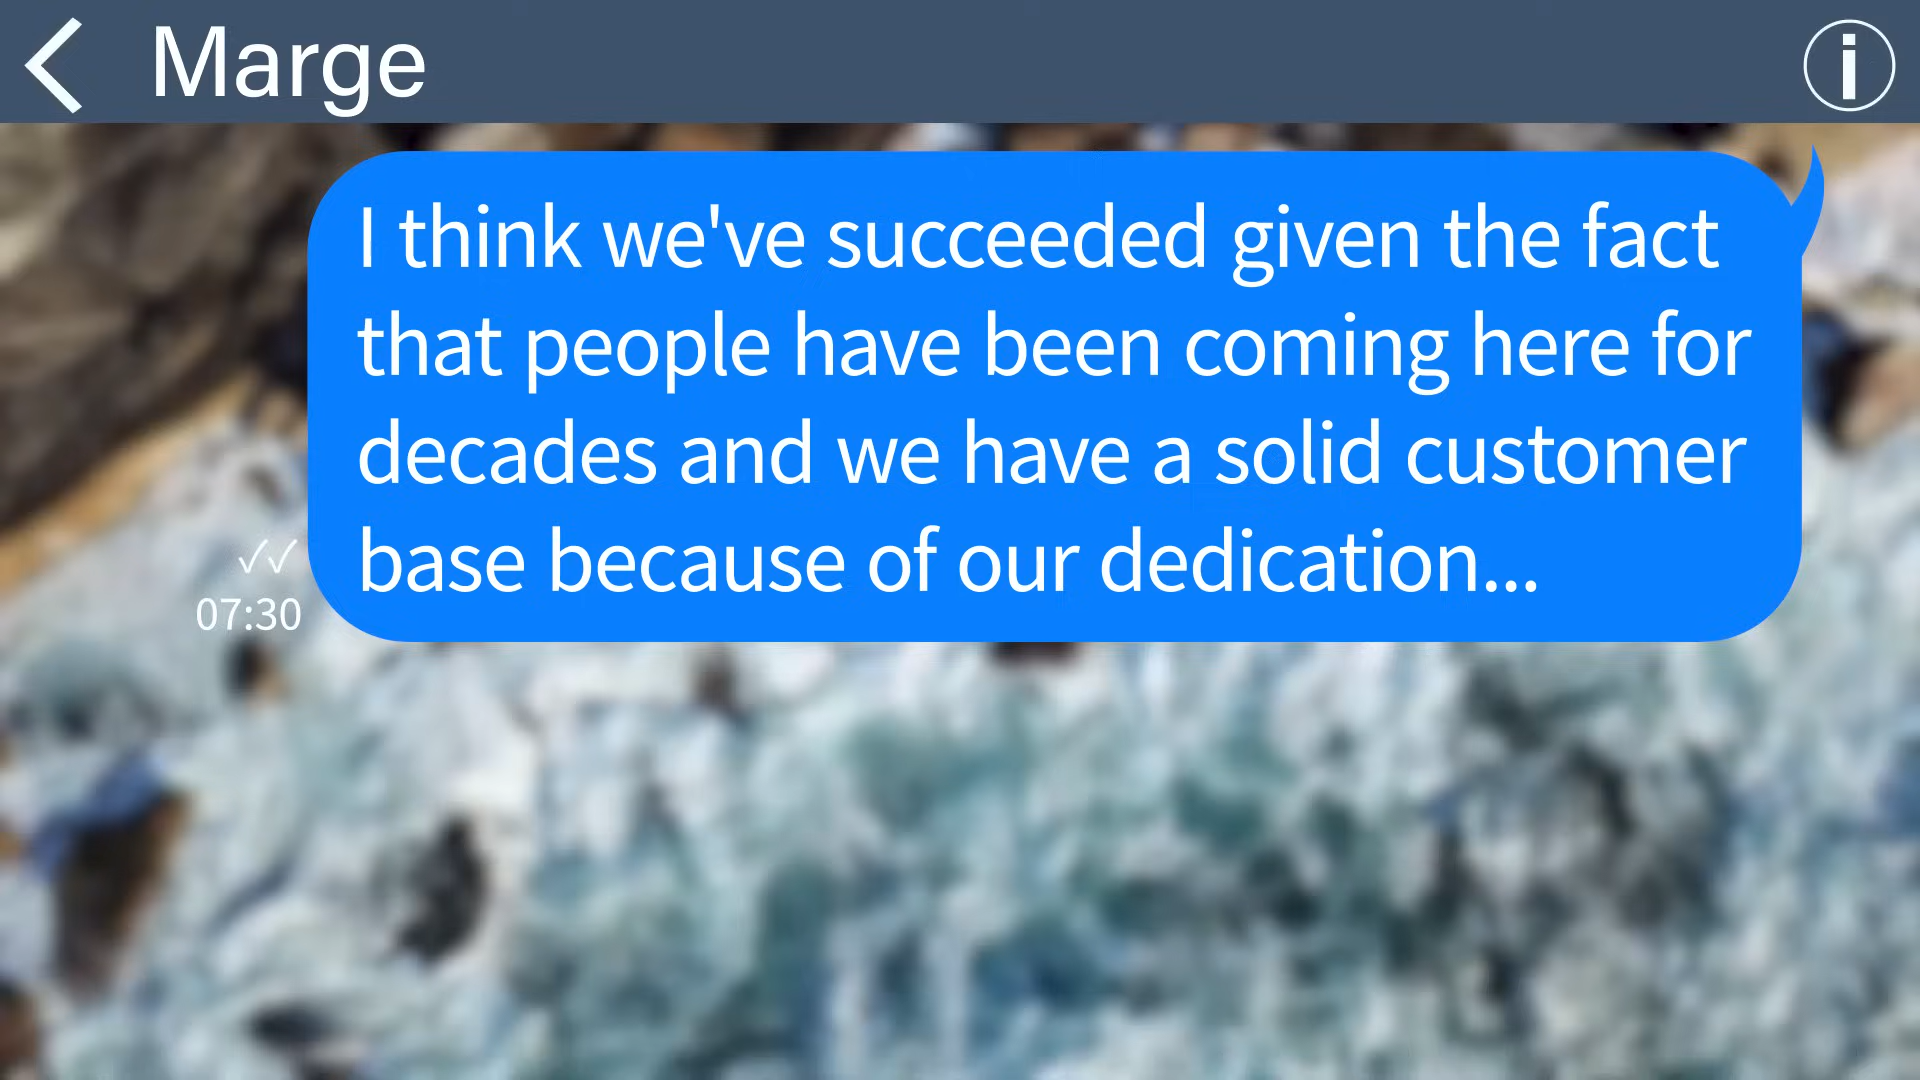 Marge
I think we've succeeded given the fact
that people have been coming here for
decades and we have a solid customer
base because of our dedication...
✓✓
07:30